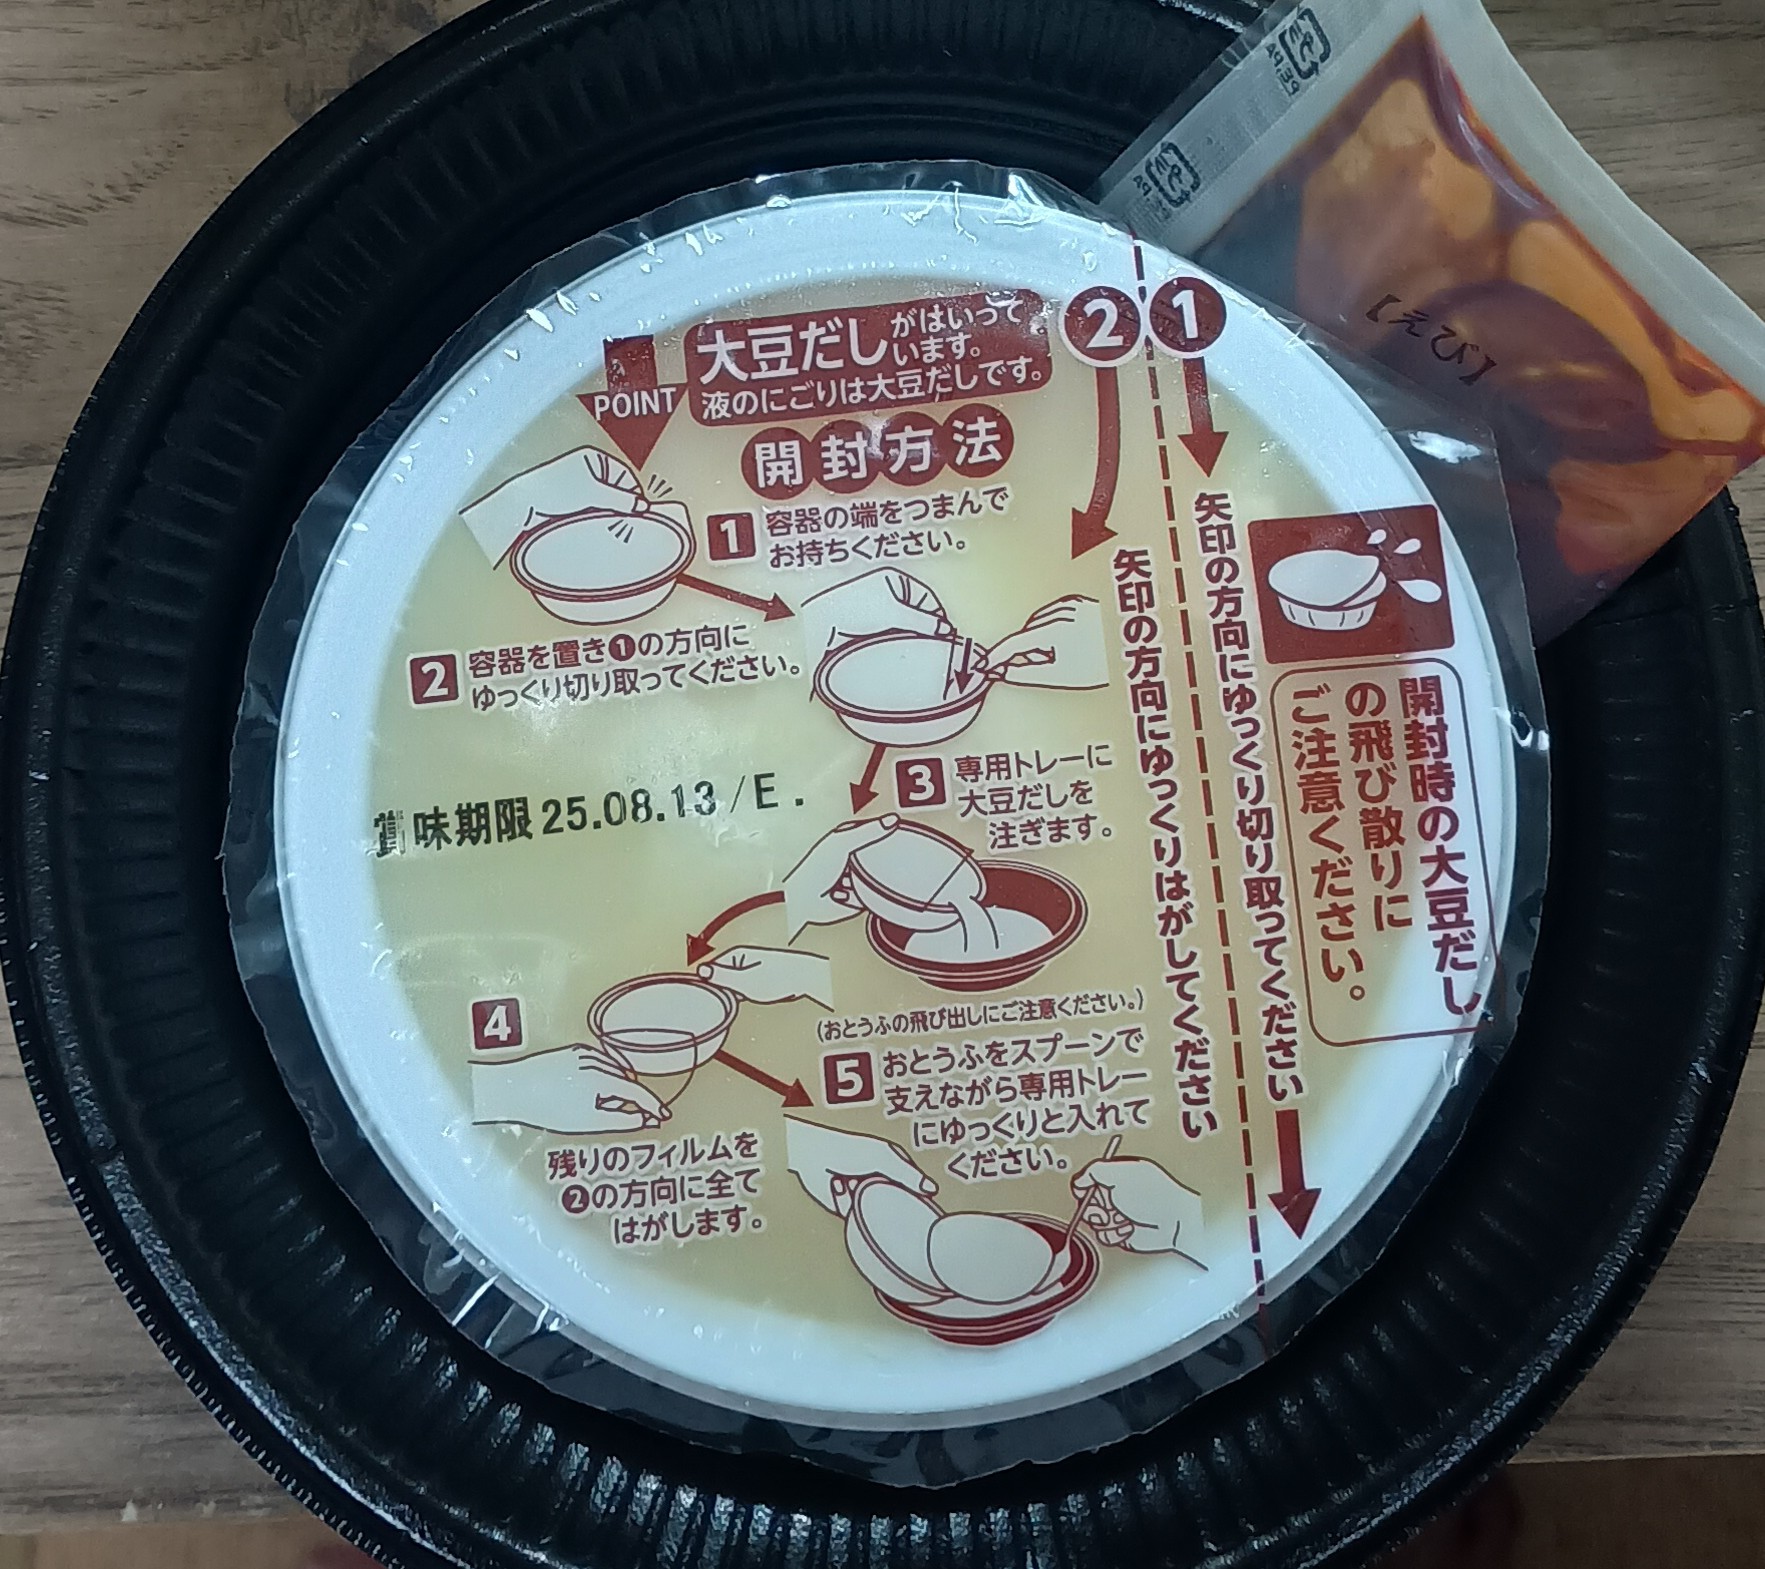 POINT
大豆だしがはいって
います。
液のにごりは大豆だしです。
開封方法
1 容器の端をつまんで
お持ちください。
2 容器を置き❶の方向に
ゆっくり切り取ってください。
賞味期限 25.08.13/E.
3 専用トレーに
大豆だしを
注ぎます。
4
残りのフィルムを
❷の方向に全て
はがします。
(おとうふの飛び出しにご注意ください。)
5 おとうふをスプーンで
支えながら専用トレー
にゆっくりと入れて
ください。
2 1
矢印の方向にゆっくり切り取ってください
矢印の方向にゆっくりはがしてください
開封時の大豆だし
の飛び散りに
ご注意ください。
【えび】